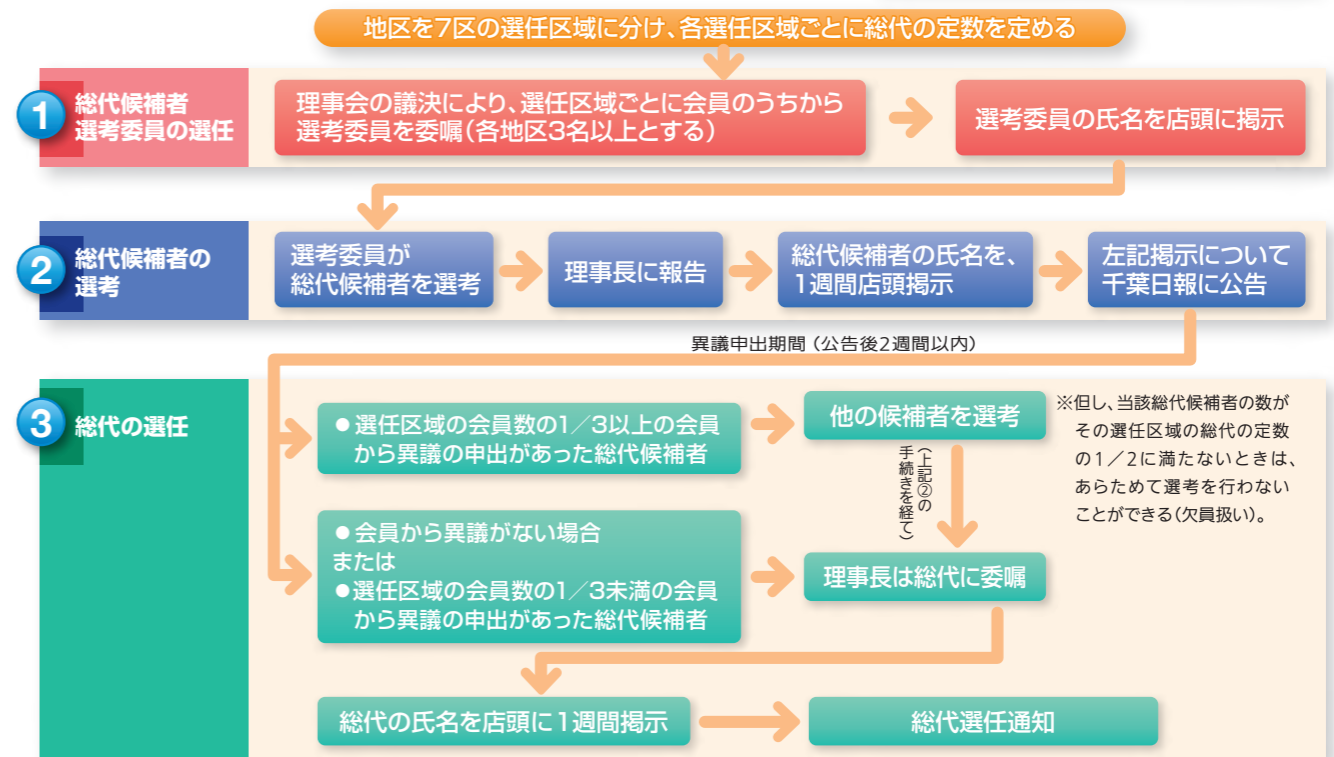 地区を7区の選任区域に分け、各選任区域ごとに総代の定数を定める
1
総代候補者
選考委員の選任
理事会の議決により、選任区域ごとに会員のうちから
選考委員を委嘱（各地区3名以上とする）
選考委員の氏名を店頭に掲示
2
総代候補者の
選考
選考委員が
総代候補者を選考
理事長に報告
総代候補者の氏名を、
1週間店頭掲示
左記掲示について
千葉日報に公告
異議申出期間（公告後2週間以内）
3
総代の選任
●選任区域の会員数の1／3以上の会員
から異議の申出があった総代候補者
他の候補者を選考
※但し、当該総代候補者の数が
その選任区域の総代の定数
の1／2に満たないときは、
あらためて選考を行わない
ことができる（欠員扱い）。
（上記②の
手続きを経て）
●会員から異議がない場合
または
●選任区域の会員数の1／3未満の会員
から異議の申出があった総代候補者
理事長は総代に委嘱
総代の氏名を店頭に1週間掲示
総代選任通知